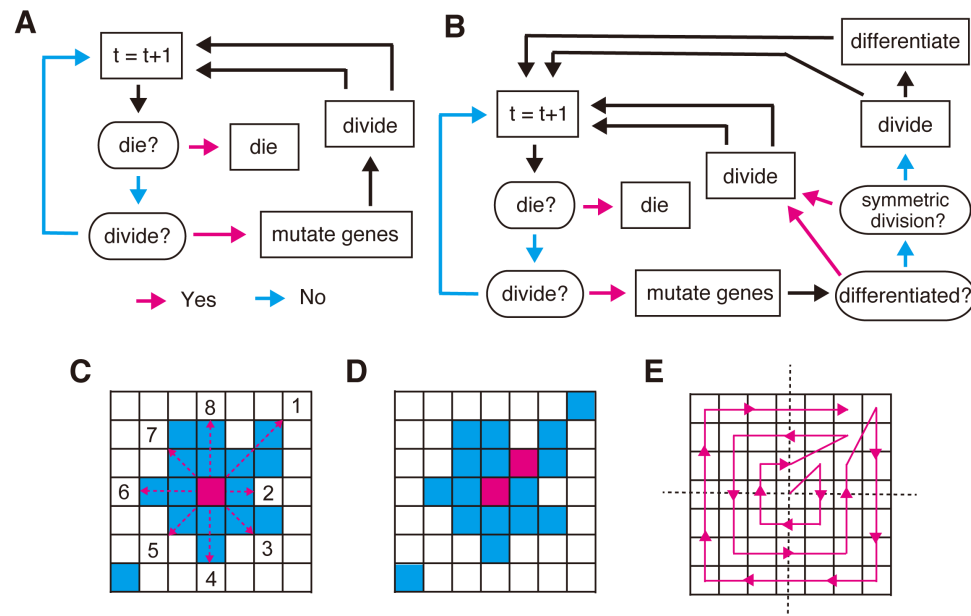 A
t = t+1
die?
die
divide
divide?
mutate genes
Yes
No
B
differentiate
t = t+1
divide
divide
die?
die
symmetric
division?
divide?
mutate genes
differentiated?
C
8
1
7
6
2
5
3
4
D
E